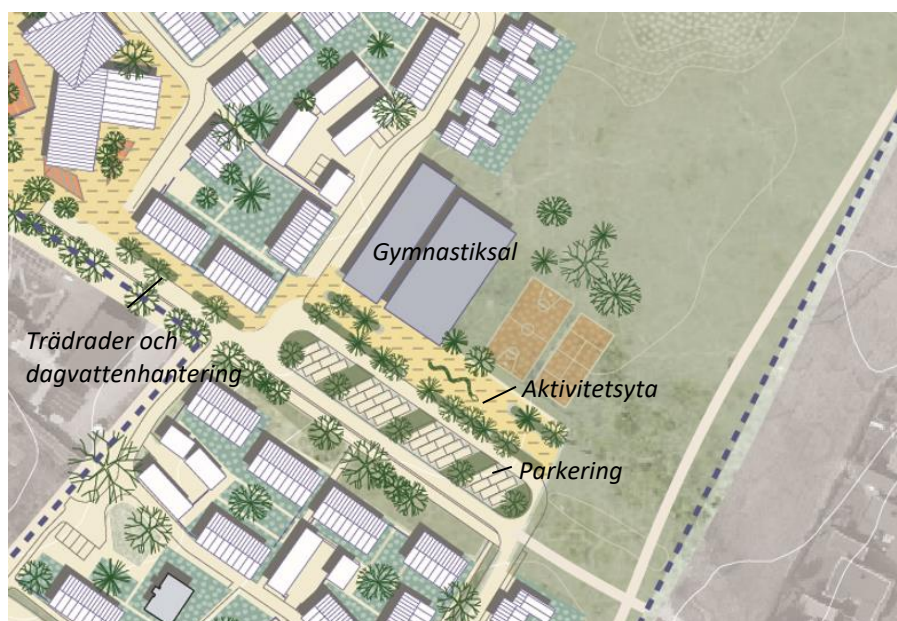 Gymnastiksal
Trädrader och
dagvattenhantering
Aktivitetsyta
Parkering